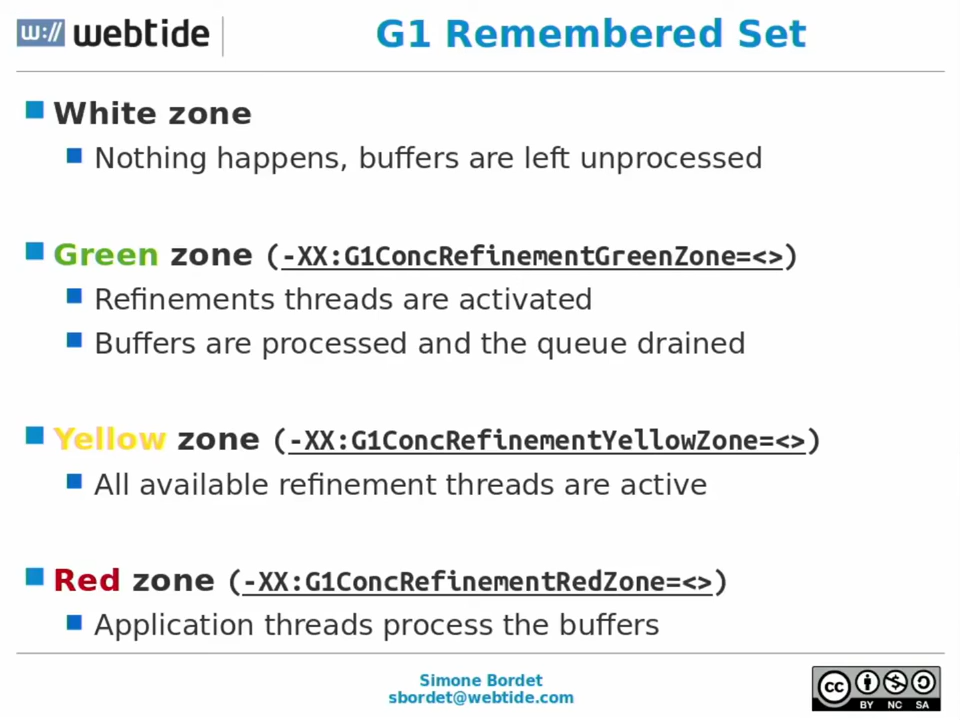 w:// webtide
G1 Remembered Set
White zone
Nothing happens, buffers are left unprocessed
Green zone (-XX:G1ConcRefinementGreenZone=<>)
Refinements threads are activated
Buffers are processed and the queue drained
Yellow zone (-XX:G1ConcRefinementYellowZone=<>)
All available refinement threads are active
Red zone (-XX:G1ConcRefinementRedZone=<>)
Application threads process the buffers
Simone Bordet
sbordet@webtide.com
cc
BY NC SA